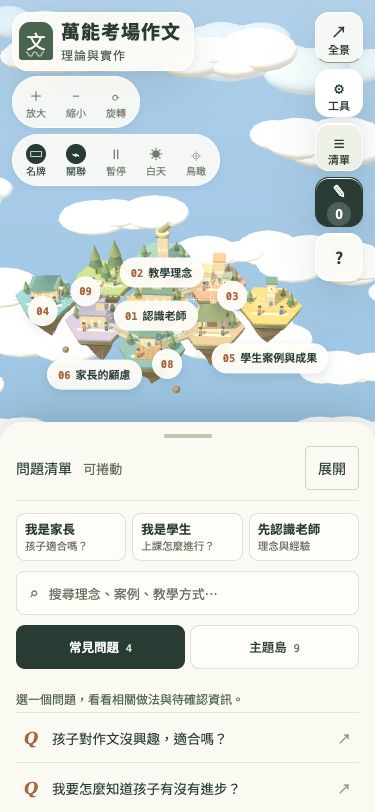 文
萬能考場作文
理論與實作
↗
全景
⚙
工具
☰
清單
✎
0
?
＋
放大
−
縮小
⟳
旋轉
名牌
關聯
暫停
白天
鳥瞰
02 教學理念
09
03
04
01 認識老師
08
05 學生案例與成果
06 家長的顧慮
問題清單 可捲動
展開
我是家長
孩子適合嗎？
我是學生
上課怎麼進行？
先認識老師
理念與經驗
搜尋理念、案例、教學方式…
常見問題 4
主題島 9
選一個問題，看看相關做法與待確認資訊。
Q 孩子對作文沒興趣，適合嗎？ ↗
Q 我要怎麼知道孩子有沒有進步？ ↗